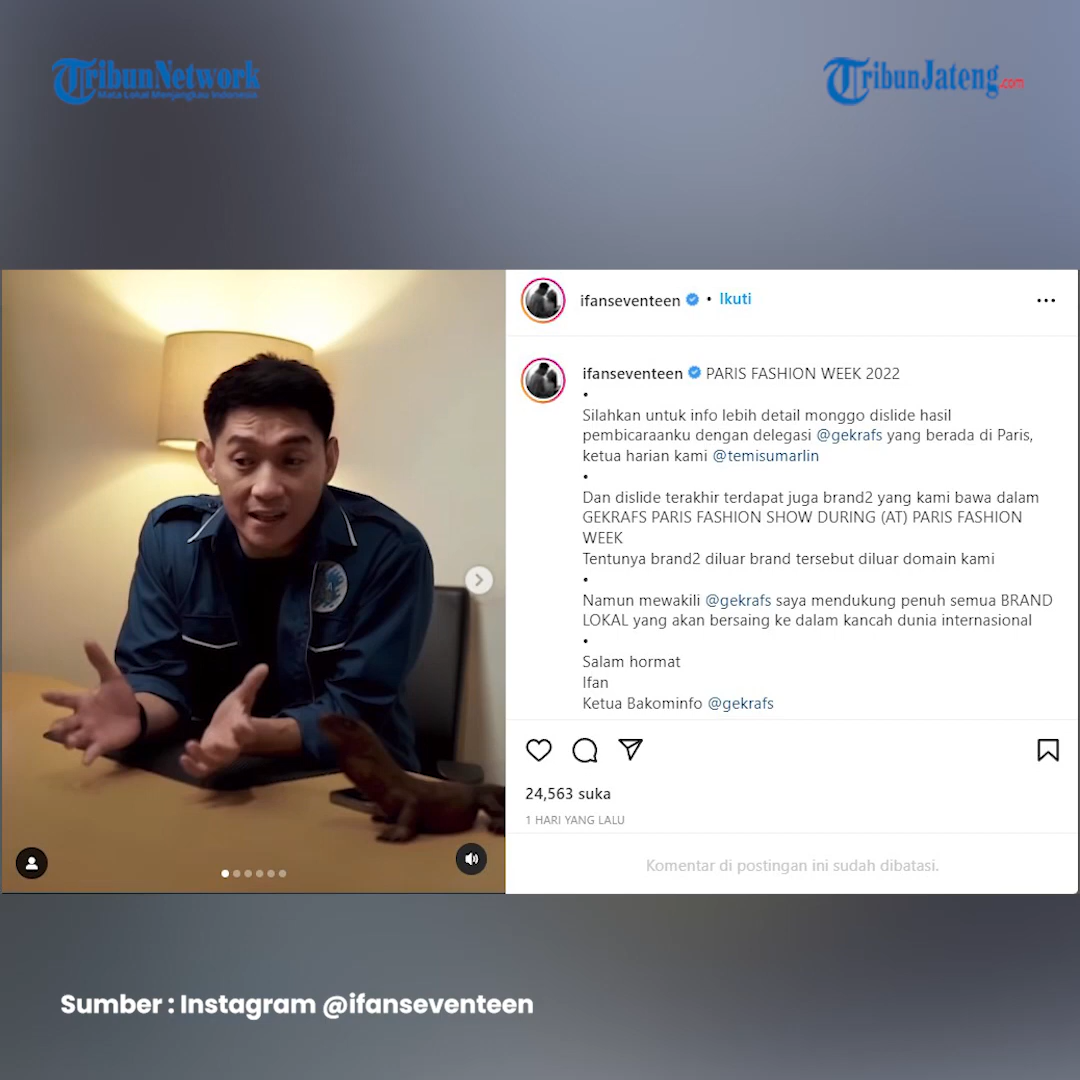 TribunNetwork
Mata Lokal Menjangkau Indonesia
TribunJateng.com
ifanseventeen • Ikuti
ifanseventeen PARIS FASHION WEEK 2022
•
Silahkan untuk info lebih detail monggo dislide hasil
pembicaraanku dengan delegasi @gekrafs yang berada di Paris,
ketua harian kami @temisumarlin
•
Dan dislide terakhir terdapat juga brand2 yang kami bawa dalam
GEKRAFS PARIS FASHION SHOW DURING (AT) PARIS FASHION
WEEK
Tentunya brand2 diluar brand tersebut diluar domain kami
•
Namun mewakili @gekrafs saya mendukung penuh semua BRAND
LOKAL yang akan bersaing ke dalam kancah dunia internasional
•
Salam hormat
Ifan
Ketua Bakominfo @gekrafs
24,563 suka
1 HARI YANG LALU
Komentar di postingan ini sudah dibatasi.
Sumber : Instagram @ifanseventeen